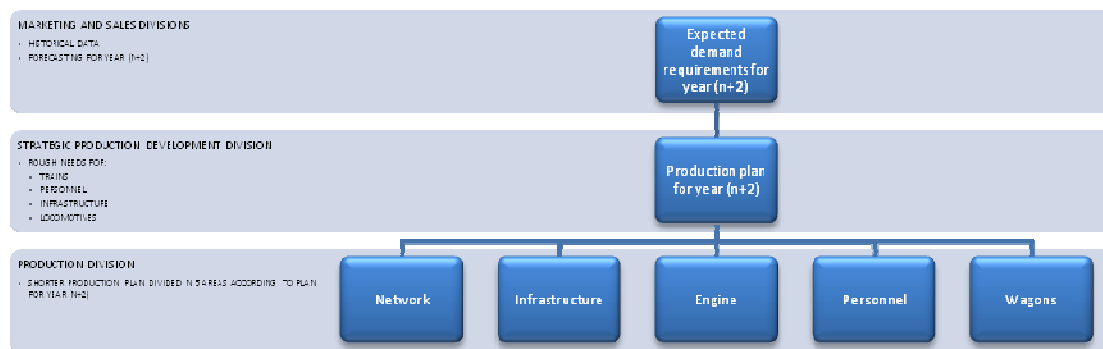 MARKETING AND SALES DIVISIONS
• HISTORICAL DATA
• FORECASTING FOR YEAR (N+2)
Expected
demand
requirements for
year (n+2)
STRATEGIC PRODUCTION DEVELOPMENT DIVISION
• ROUGH NEEDS FOR:
• TRAINS
• PERSONNEL
• INFRASTRUCTURE
• LOCOMOTIVES
Production plan
for year (n+2)
PRODUCTION DIVISION
• SHORTER PRODUCTION PLAN DIVIDED IN 5 AREAS ACCORDING TO PLAN
FOR YEAR (N+2)
Network
Infrastructure
Engine
Personnel
Wagons